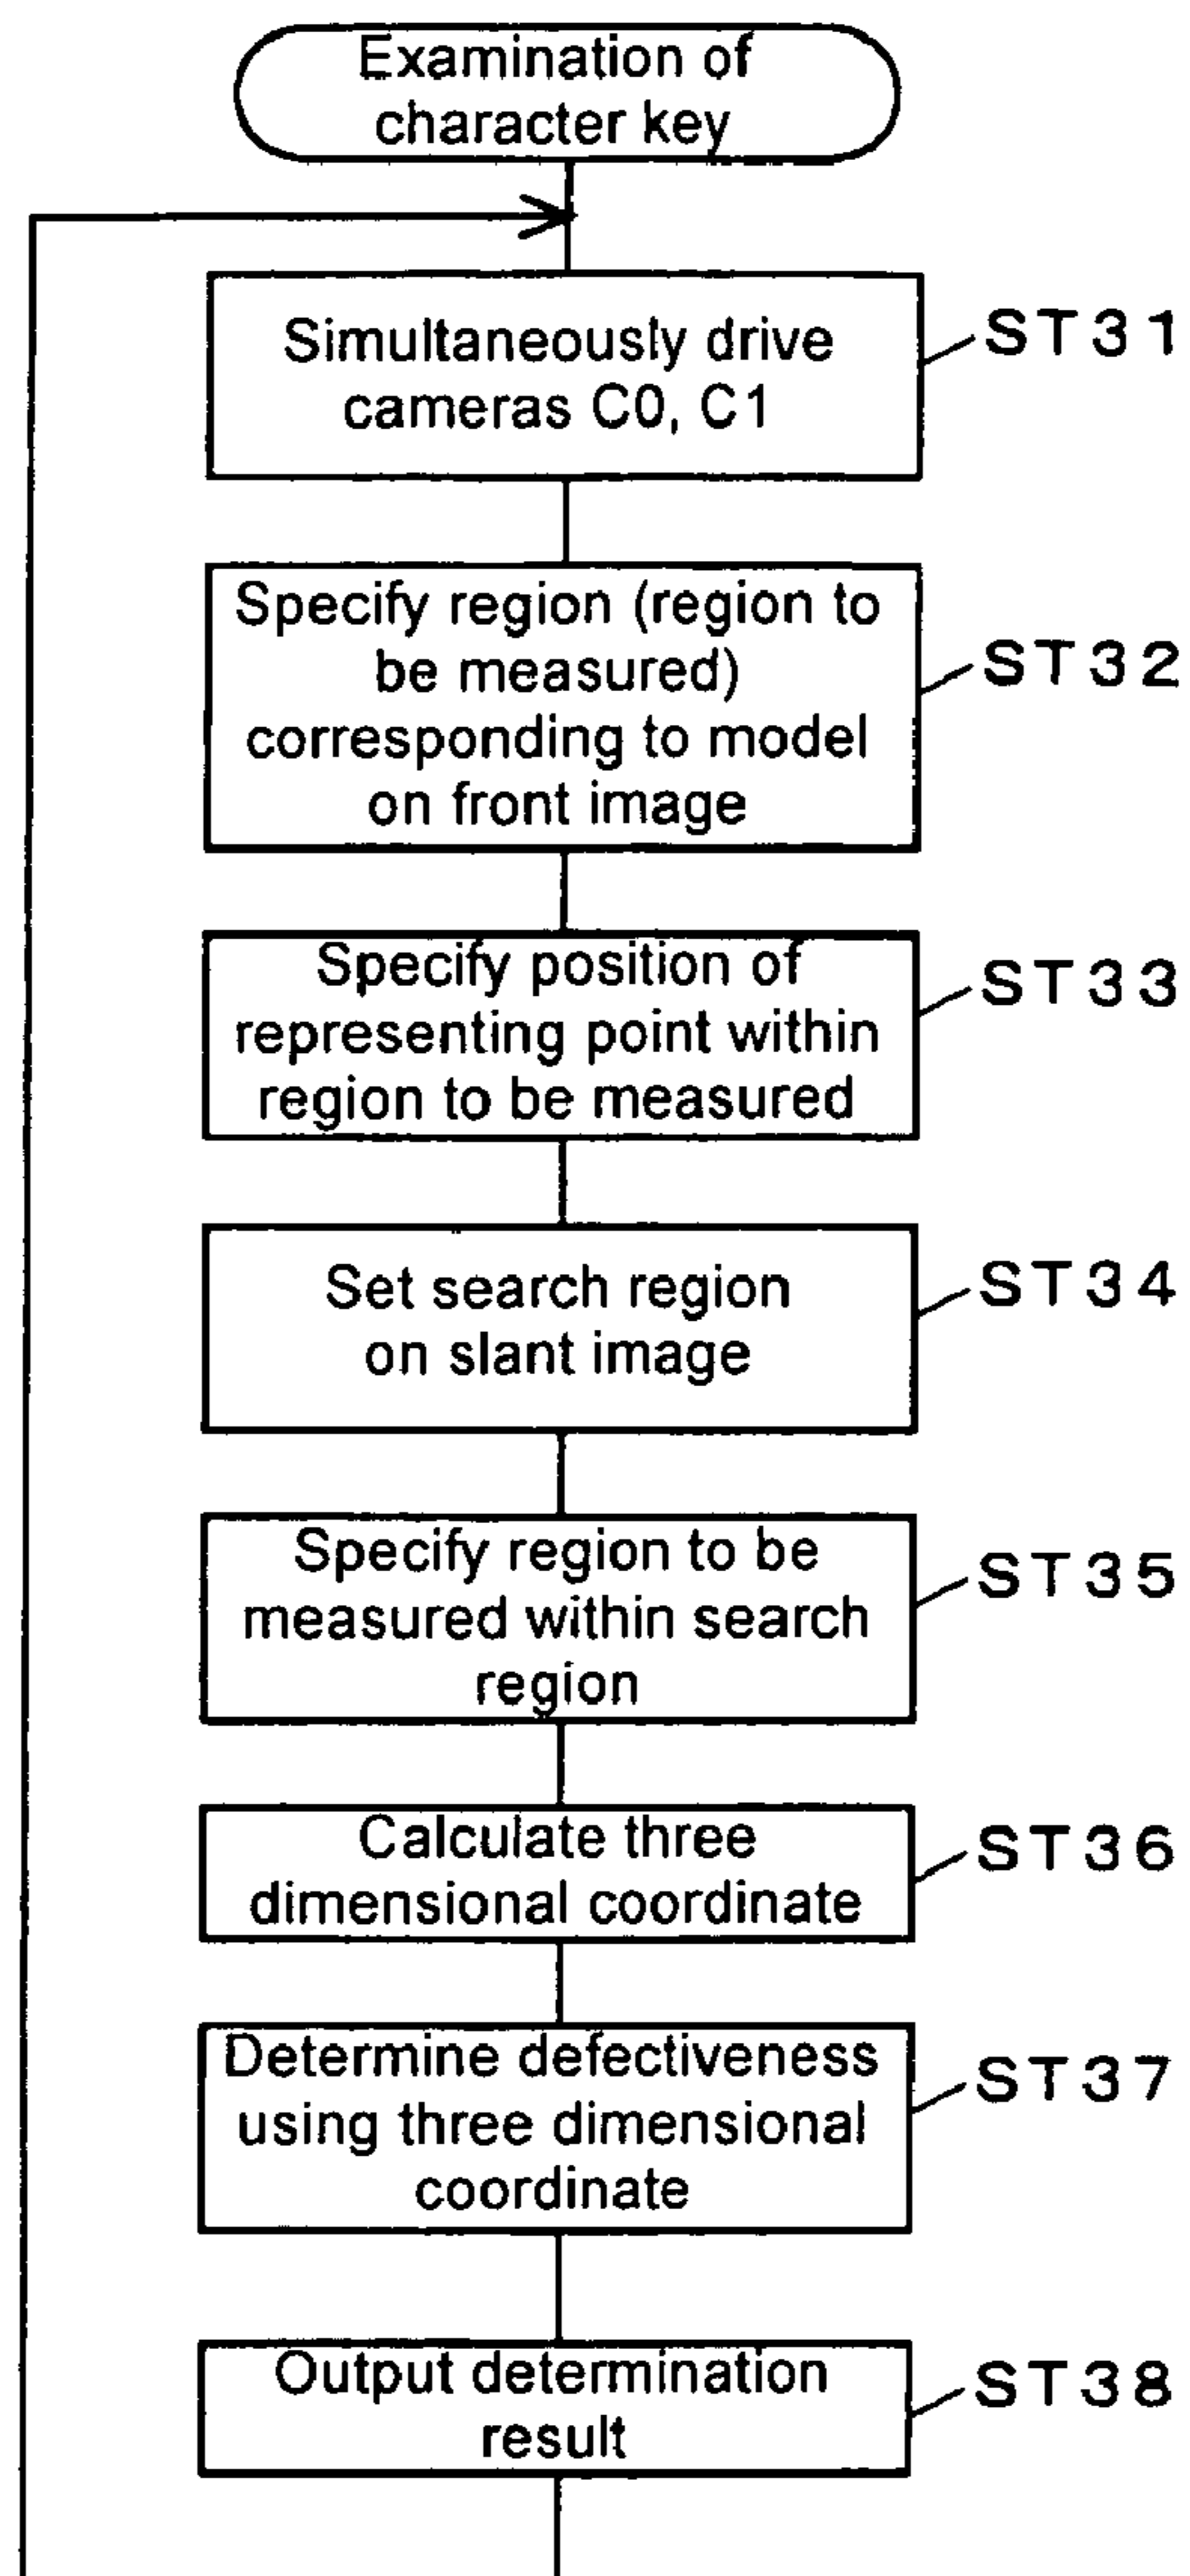 Examination of
character key
Simultaneously drive
cameras C0, C1
ST31
Specify region (region to
be measured)
corresponding to model
on front image
ST32
Specify position of
representing point within
region to be measured
ST33
Set search region
on slant image
ST34
Specify region to be
measured within search
region
ST35
Calculate three
dimensional coordinate
ST36
Determine defectiveness
using three dimensional
coordinate
ST37
Output determination
result
ST38